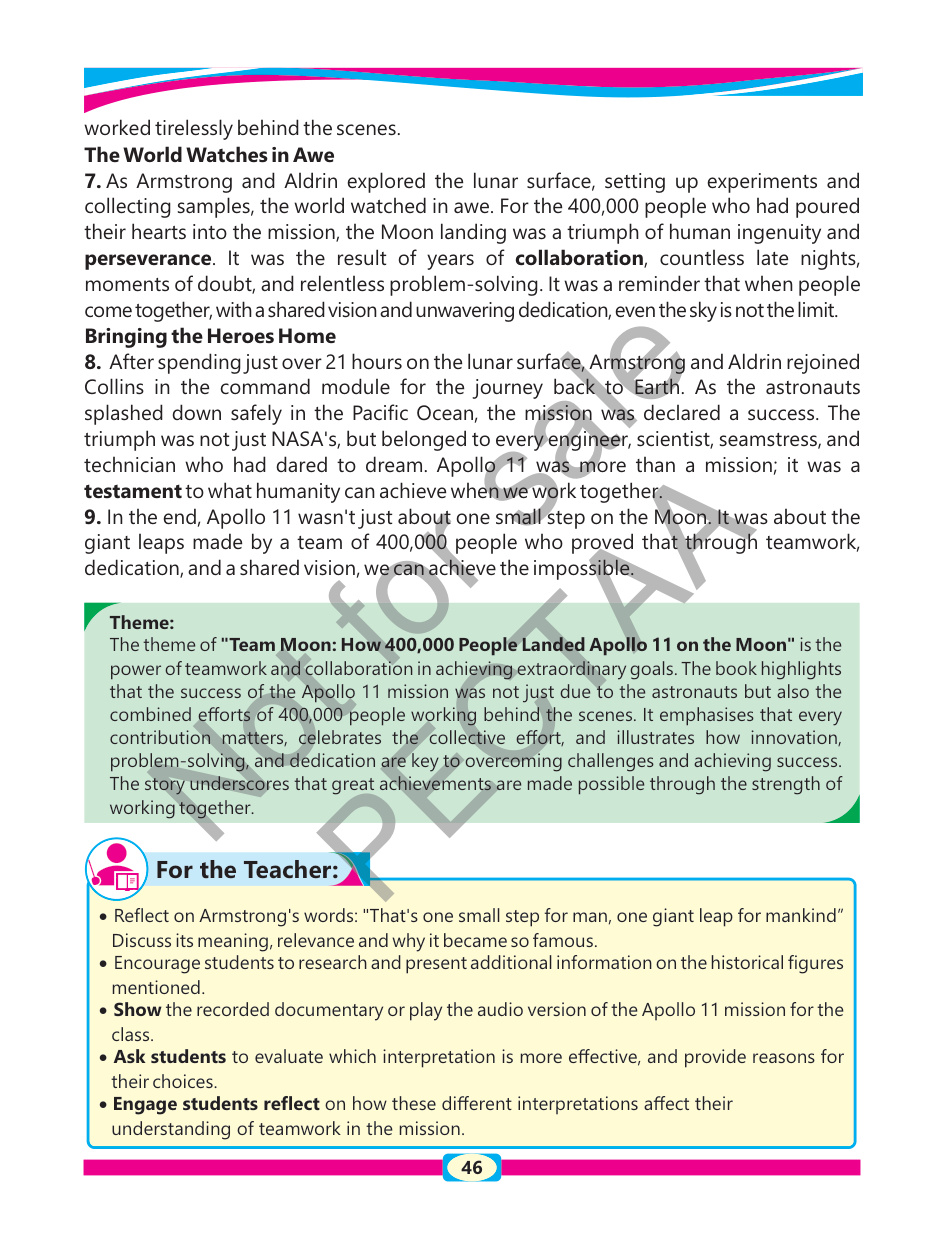 worked tirelessly behind the scenes.
The World Watches in Awe
7. As Armstrong and Aldrin explored the lunar surface, setting up experiments and
collecting samples, the world watched in awe. For the 400,000 people who had poured
their hearts into the mission, the Moon landing was a triumph of human ingenuity and
perseverance. It was the result of years of collaboration, countless late nights,
moments of doubt, and relentless problem-solving. It was a reminder that when people
come together, with a shared vision and unwavering dedication, even the sky is not the limit.
Bringing the Heroes Home
8. After spending just over 21 hours on the lunar surface, Armstrong and Aldrin rejoined
Collins in the command module for the journey back to Earth. As the astronauts
splashed down safely in the Pacific Ocean, the mission was declared a success. The
triumph was not just NASA's, but belonged to every engineer, scientist, seamstress, and
technician who had dared to dream. Apollo 11 was more than a mission; it was a
testament to what humanity can achieve when we work together.
9. In the end, Apollo 11 wasn't just about one small step on the Moon. It was about the
giant leaps made by a team of 400,000 people who proved that through teamwork,
dedication, and a shared vision, we can achieve the impossible.
Theme:
The theme of "Team Moon: How 400,000 People Landed Apollo 11 on the Moon" is the
power of teamwork and collaboration in achieving extraordinary goals. The book highlights
that the success of the Apollo 11 mission was not just due to the astronauts but also the
combined efforts of 400,000 people working behind the scenes. It emphasises that every
contribution matters, celebrates the collective effort, and illustrates how innovation,
problem-solving, and dedication are key to overcoming challenges and achieving success.
The story underscores that great achievements are made possible through the strength of
working together.
For the Teacher:
• Reflect on Armstrong's words: "That's one small step for man, one giant leap for mankind”
Discuss its meaning, relevance and why it became so famous.
• Encourage students to research and present additional information on the historical figures
mentioned.
• Show the recorded documentary or play the audio version of the Apollo 11 mission for the
class.
• Ask students to evaluate which interpretation is more effective, and provide reasons for
their choices.
• Engage students reflect on how these different interpretations affect their
understanding of teamwork in the mission.
46
Not for sale
PECTAA